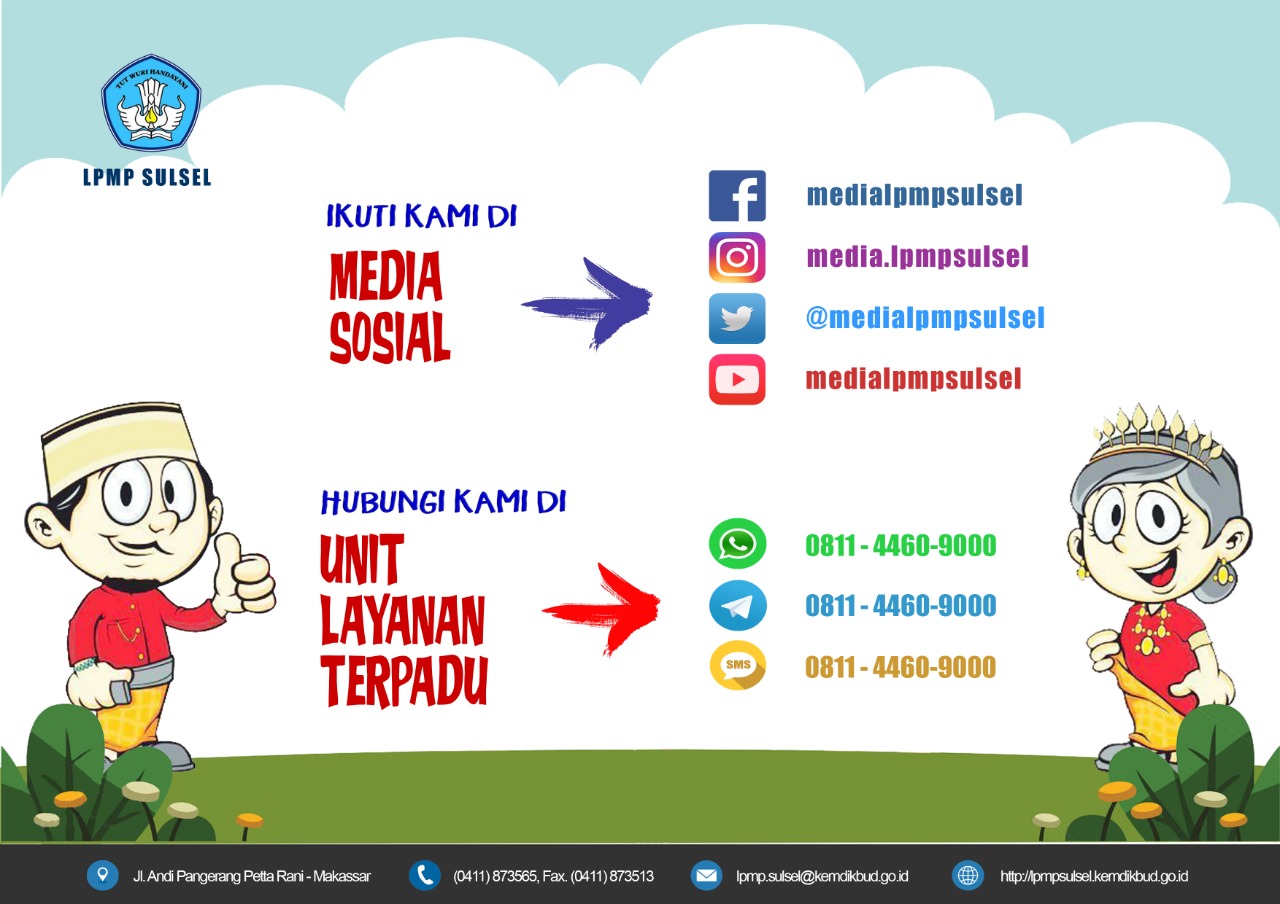 TUT WURI HANDAYANI
LPMP SULSEL
IKUTI KAMI DI
MEDIA
SOSIAL
medialpmpsulsel
media.lpmpsulsel
@medialpmpsulsel
medialpmpsulsel
HUBUNGI KAMI DI
UNIT
LAYANAN
TERPADU
0811 - 4460-9000
0811 - 4460-9000
SMS
0811 - 4460-9000
Jl. Andi Pangerang Petta Rani - Makassar
(0411) 873565, Fax. (0411) 873513
lpmp.sulsel@kemdikbud.go.id
http://lpmpsulsel.kemdikbud.go.id